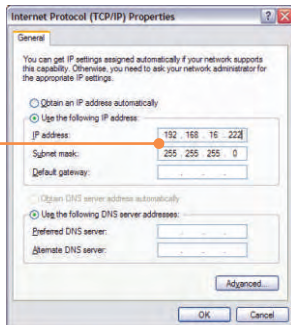 Internet Protocol (TCP/IP) Properties
General
You can get IP settings assigned automatically if your network supports
this capability. Otherwise, you need to ask your network administrator for
the appropriate IP settings.
Obtain an IP address automatically
Use the following IP address:
IP address: 192 . 168 . 16 . 222
Subnet mask: 255 . 255 . 255 . 0
Default gateway: . . .
Obtain DNS server address automatically
Use the following DNS server addresses:
Preferred DNS server: . . .
Alternate DNS server: . . .
Advanced...
OK Cancel